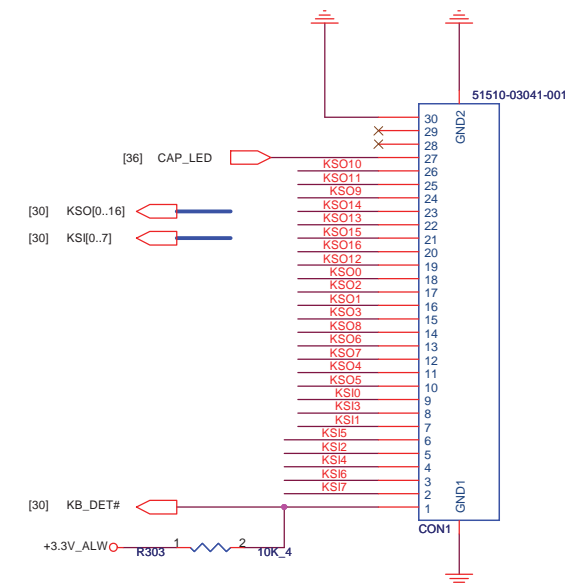 51510-03041-001
30
GND2
29
28
[36] CAP_LED
27
KSO10
26
KSO11
25
KSO9
24
[30] KSO[0..16]
KSO14
23
KSO13
22
[30] KSI[0..7]
KSO15
21
KSO16
20
KSO12
19
KSO0
18
KSO2
17
KSO1
16
KSO3
15
KSO8
14
KSO6
13
KSO7
12
KSO4
11
KSO5
10
KSI0
9
KSI3
8
KSI1
7
KSI5
6
KSI2
5
KSI4
4
KSI6
3
KSI7
2
GND1
[30] KB_DET#
1
CON1
+3.3V_ALW
R303
1
2
10K_4